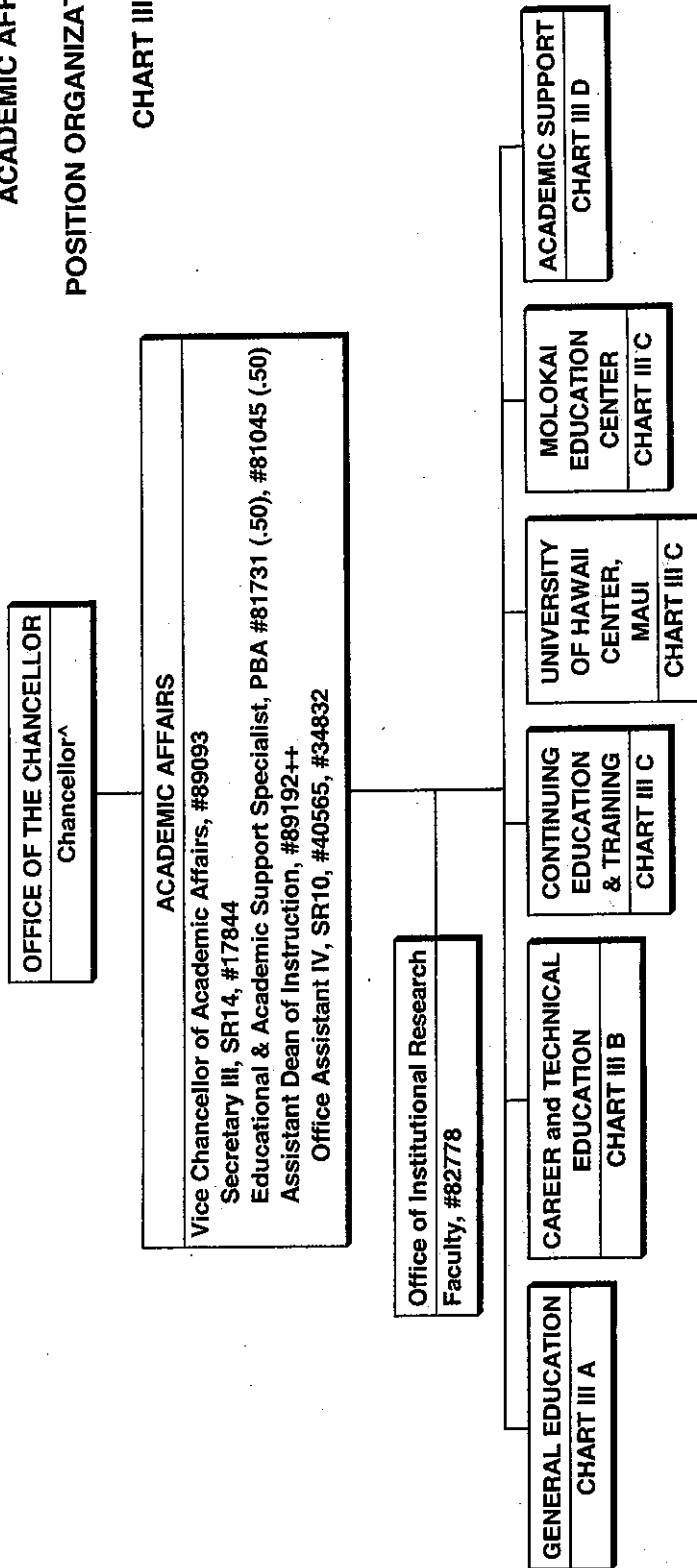 ACADEMIC AFF
POSITION ORGANIZAT
CHART III
OFFICE OF THE CHANCELLOR
Chancellor^
ACADEMIC AFFAIRS
Vice Chancellor of Academic Affairs, #89093
Secretary III, SR14, #17844
Educational & Academic Support Specialist, PBA #81731 (.50), #81045 (.50)
Assistant Dean of Instruction, #89192++
Office Assistant IV, SR10, #40565, #34832
Office of Institutional Research
Faculty, #82778
GENERAL EDUCATION
CHART III A
CAREER and TECHNICAL
EDUCATION
CHART III B
CONTINUING
EDUCATION
& TRAINING
CHART III C
UNIVERSITY
OF HAWAII
CENTER,
MAUI
CHART III C
MOLOKAI
EDUCATION
CENTER
CHART III C
ACADEMIC SUPPORT
CHART III D